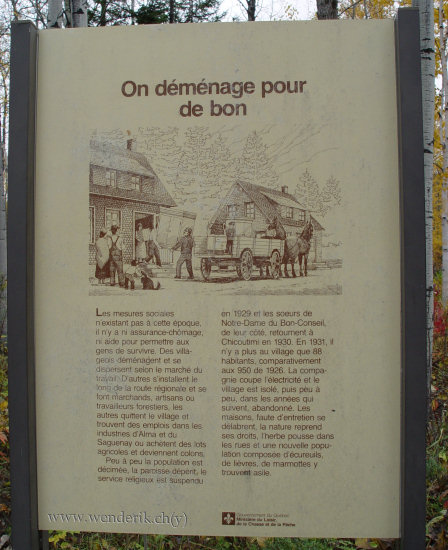 On déménage pour
de bon
Les mesures sociales
n'existant pas à cette époque,
il n'y a ni assurance-chômage,
ni aide pour permettre aux
gens de survivre. Des villa-
geois déménagent et se
dispersent selon le marché du
travail. D'autres s'installent le
long de la route régionale et se
font marchands, artisans ou
travailleurs forestiers, les
autres quittent le village et
trouvent des emplois dans les
industries d'Alma et du
Saguenay ou achètent des lots
agricoles et deviennent colons.
Peu à peu la population est
décimée, la paroisse dépérit, le
service religieux est suspendu
en 1929 et les soeurs de
Notre-Dame du Bon-Conseil,
de leur côté, retournent à
Chicoutimi en 1930. En 1931, il
n'y a plus au village que 88
habitants, comparativement
aux 950 de 1926. La compa-
gnie coupe l'électricité et le
village est isolé, puis peu à
peu, dans les années qui
suivent, abandonné. Les
maisons, faute d'entretien se
délabrent, la nature reprend
ses droits, l'herbe pousse dans
les rues et une nouvelle popu-
lation composée d'écureuils,
de lièvres, de marmottes y
trouvent asile.
Gouvernement du Québec
Ministère du Loisir,
de la Chasse et de la Pêche
www.wenderik.ch(y)